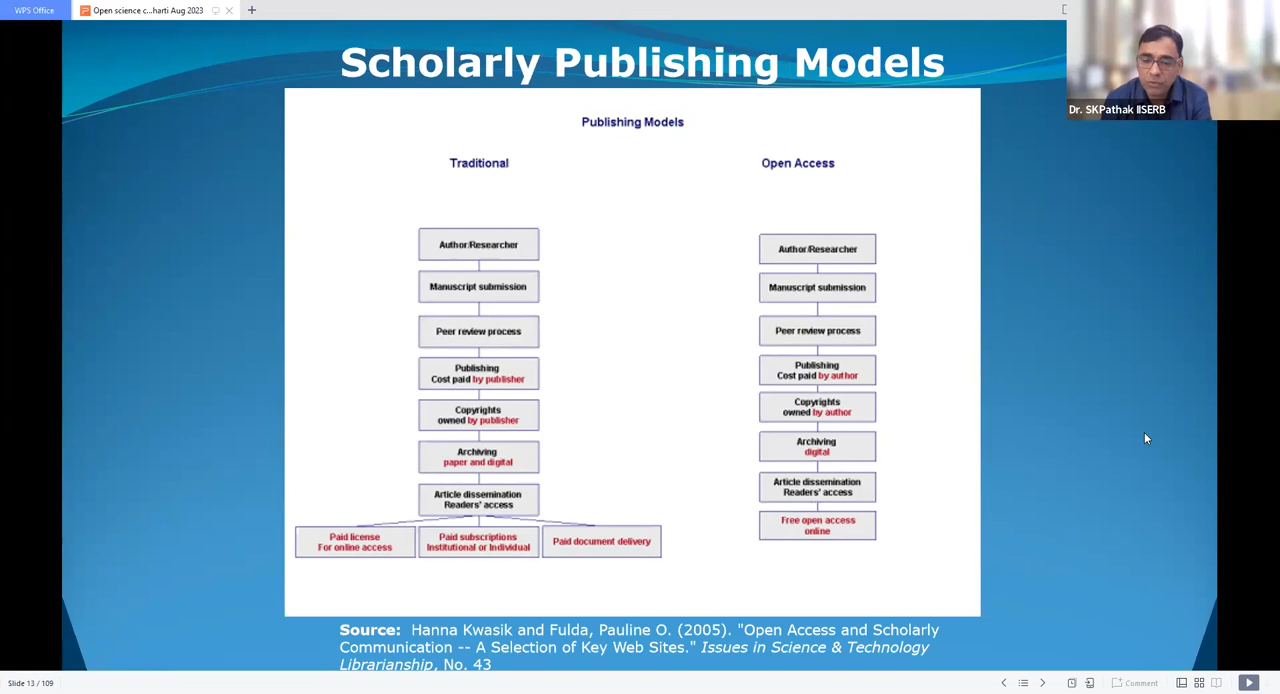 WPS Office
Open science c...harti Aug 2023
Scholarly Publishing Models
Dr. SKPathak IISERB
Publishing Models
Traditional
Author/Researcher
Manuscript submission
Peer review process
Publishing
Cost paid by publisher
Copyrights
owned by publisher
Archiving
paper and digital
Article dissemination
Readers' access
Paid license
For online access
Paid subscriptions
Institutional or Individual
Paid document delivery
Open Access
Author/Researcher
Manuscript submission
Peer review process
Publishing
Cost paid by author
Copyrights
owned by author
Archiving
digital
Article dissemination
Readers' access
Free open access
online
Source: Hanna Kwasik and Fulda, Pauline O. (2005). "Open Access and Scholarly
Communication -- A Selection of Key Web Sites." Issues in Science & Technology
Librarianship, No. 43
Slide 13 / 109
Comment